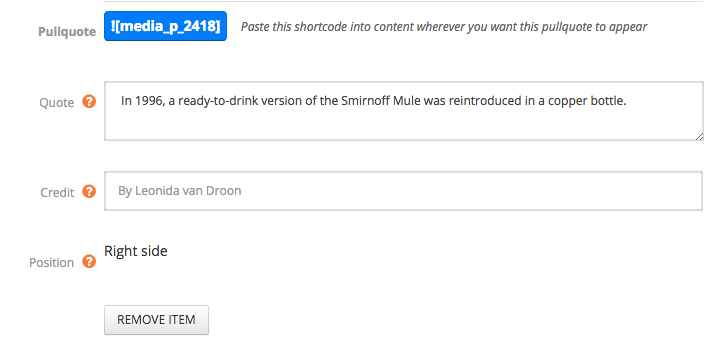 Pullquote ![media_p_2418] Paste this shortcode into content wherever you want this pullquote to appear
Quote ? In 1996, a ready-to-drink version of the Smirnoff Mule was reintroduced in a copper bottle.
Credit ? By Leonida van Droon
Position ? Right side
REMOVE ITEM